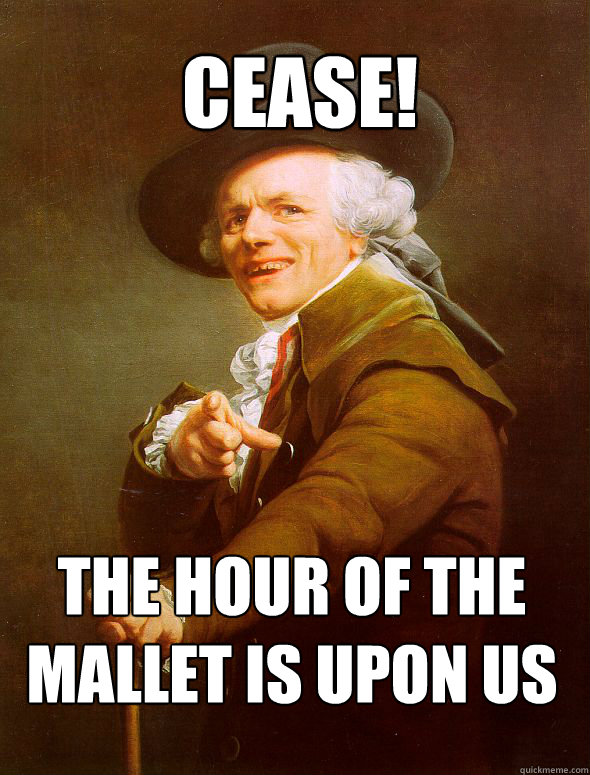 CEASE!
THE HOUR OF THE
MALLET IS UPON US
quickmeme.com